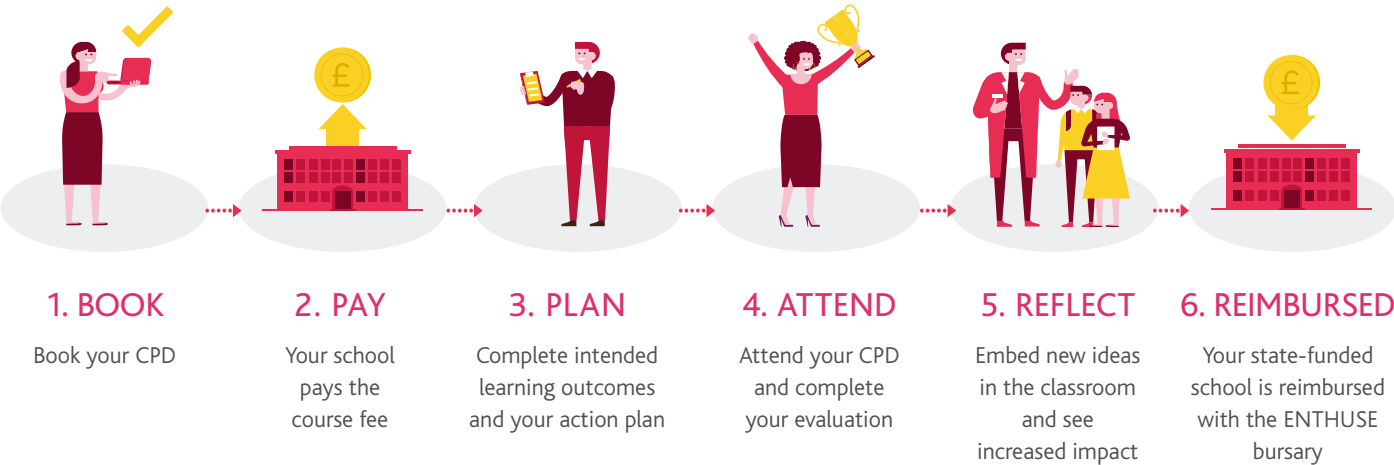 £
£
1. BOOK
Book your CPD
2. PAY
Your school
pays the
course fee
3. PLAN
Complete intended
learning outcomes
and your action plan
4. ATTEND
Attend your CPD
and complete
your evaluation
5. REFLECT
Embed new ideas
in the classroom
and see
increased impact
6. REIMBURSED
Your state-funded
school is reimbursed
with the ENTHUSE
bursary